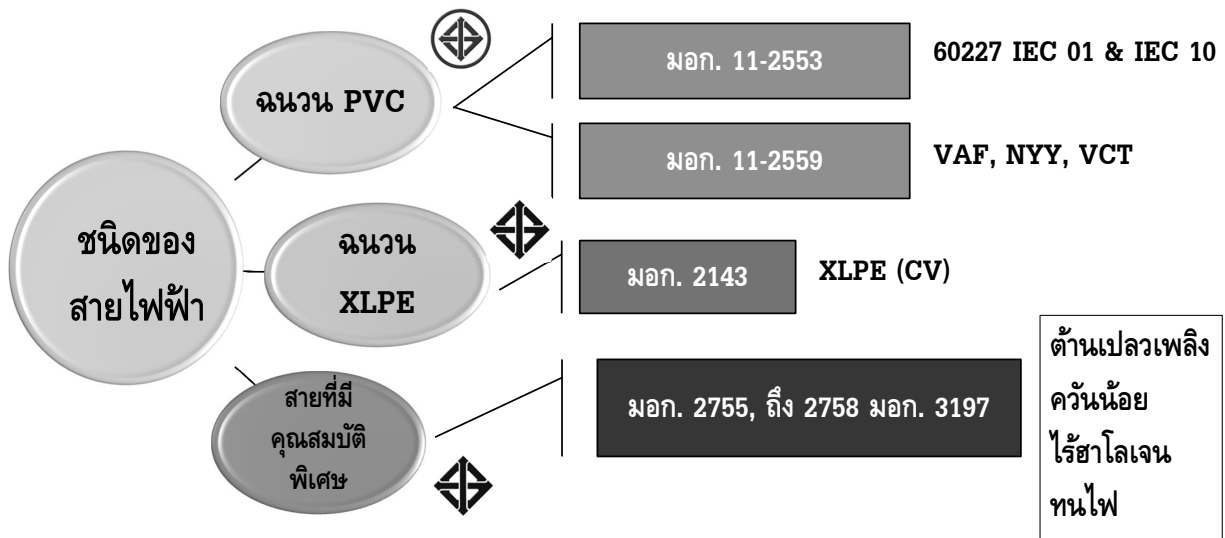 ชนิดของ
สายไฟฟ้า
ฉนวน PVC
มอก. 11-2553
60227 IEC 01 & IEC 10
มอก. 11-2559
VAF, NYY, VCT
ฉนวน
XLPE
มอก. 2143
XLPE (CV)
สายที่มี
คุณสมบัติ
พิเศษ
มอก. 2755, ถึง 2758 มอก. 3197
ต้านเปลวเพลิง
ควันน้อย
ไร้ฮาโลเจน
ทนไฟ